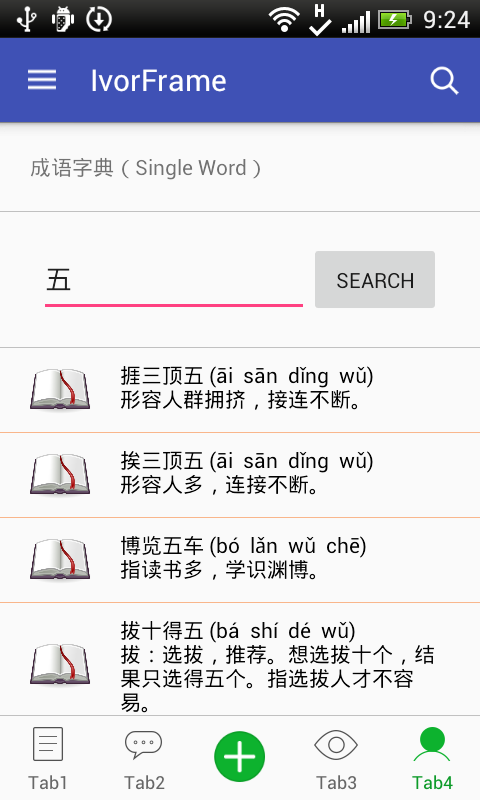 H
9:24
IvorFrame
成语字典（Single Word）
五
SEARCH
捱三顶五 (āi sān dǐng wǔ)
形容人群拥挤，接连不断。
挨三顶五 (āi sān dǐng wǔ)
形容人多，连接不断。
博览五车 (bó lǎn wǔ chē)
指读书多，学识渊博。
拔十得五 (bá shí dé wǔ)
拔：选拔，推荐。想选拔十个，结
果只选得五个。指选拔人才不容
易。
Tab1
Tab2
Tab3
Tab4